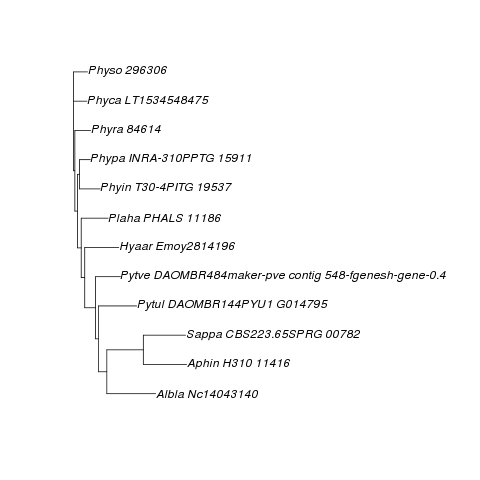 Physo 296306
Phyca LT1534548475
Phyra 84614
Phypa INRA-310PPTG 15911
Phyin T30-4PITG 19537
Plaha PHALS 11186
Hyaar Emoy2814196
Pytve DAOMBR484maker-pve contig 548-fgenesh-gene-0.4
Pytul DAOMBR144PYU1 G014795
Sappa CBS223.65SPRG 00782
Aphin H310 11416
Albla Nc14043140